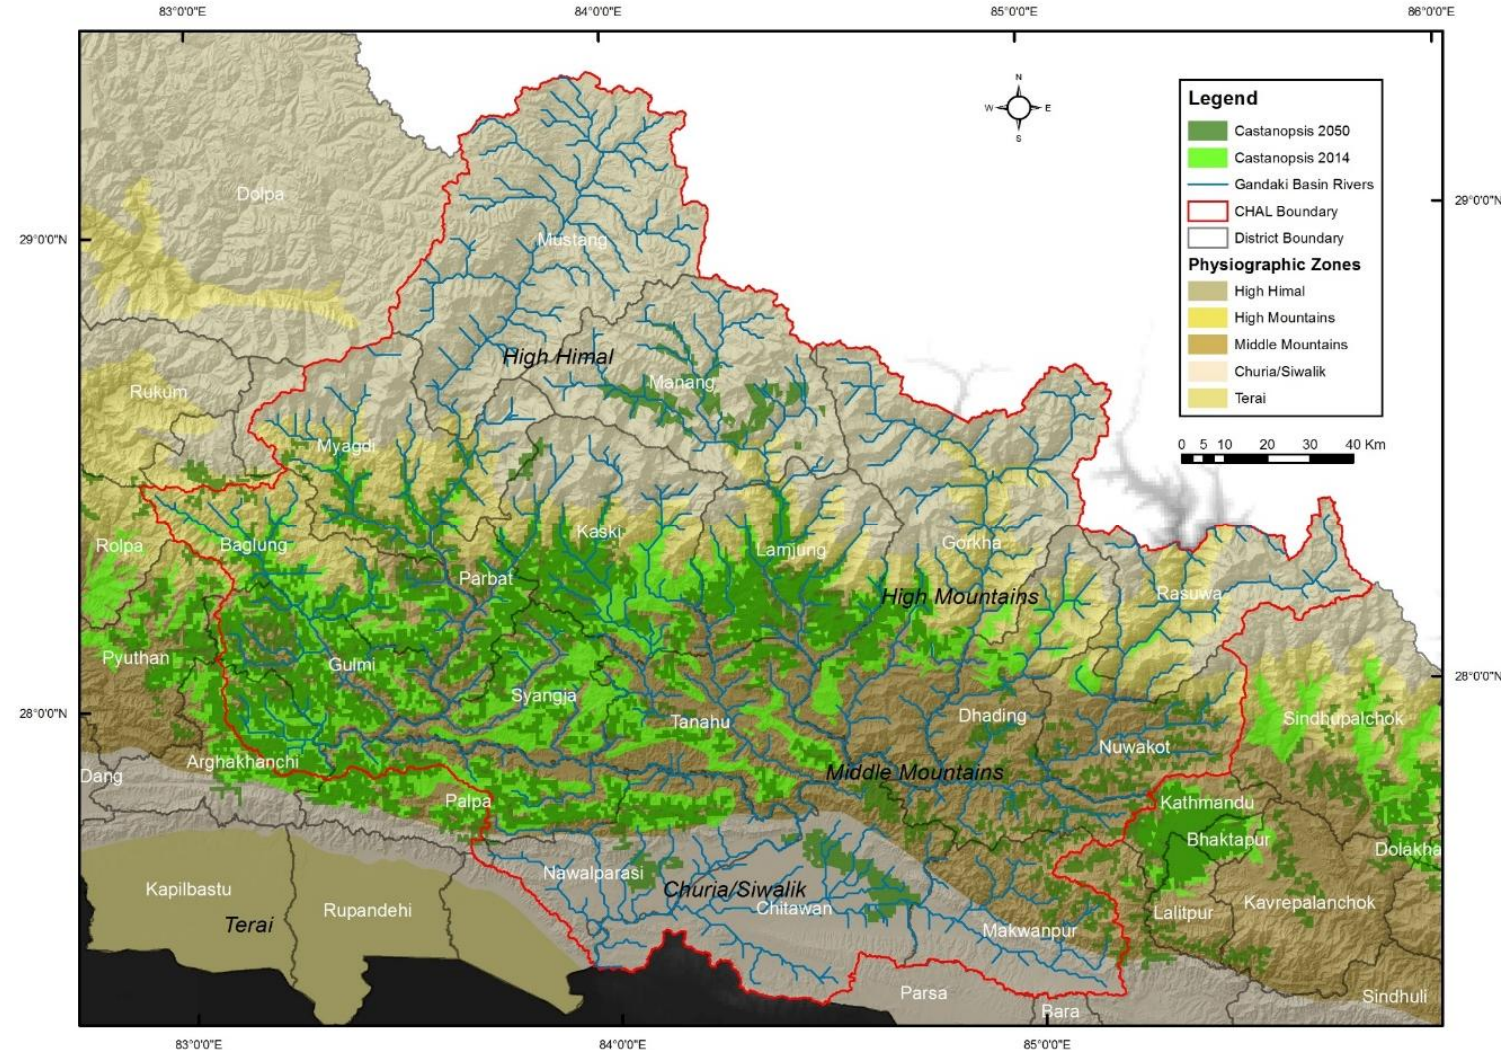 83°0'0"E 84°0'0"E 85°0'0"E 86°0'0"E
N
W E
S
Legend
Castanopsis 2050
Castanopsis 2014
Gandaki Basin Rivers
CHAL Boundary
District Boundary
Physiographic Zones
High Himal
High Mountains
Middle Mountains
Churia/Siwalik
Terai
0 5 10 20 30 40 Km
29°0'0"N
29°0'0"N
28°0'0"N
28°0'0"N
Dolpa
Mustang
High Himal
Manang
Rukum
Myagdi
Rolpa
Baglung
Kaski
Lamjung
Gorkha
Parbat
High Mountains
Rasuwa
Pyuthan
Gulmi
Syangja
Tanahu
Dhading
Nuwakot
Sindhupalchok
Arghakhanchi
Dang
Middle Mountains
Palpa
Kathmandu
Bhaktapur
Dolakha
Nawalparasi
Churia/Siwalik
Chitawan
Kapilbastu
Rupandehi
Terai
Lalitpur
Kavrepalanchok
Makwanpur
Parsa
Bara
Sindhuli
83°0'0"E 84°0'0"E 85°0'0"E